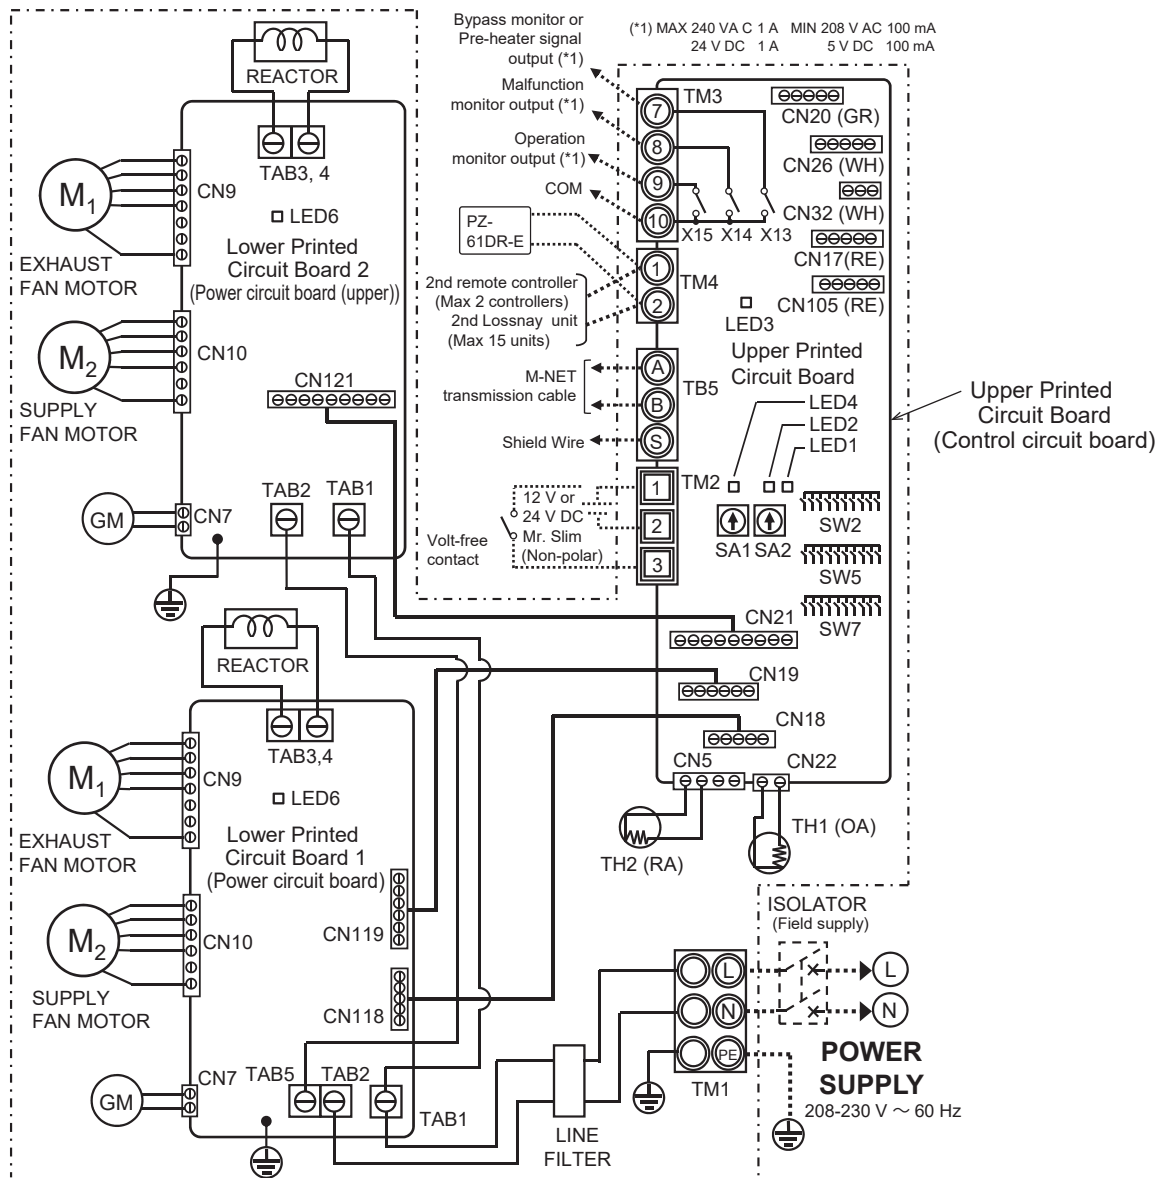 Bypass monitor or
Pre-heater signal
output (*1)
(*1) MAX 240 VA C 1 A MIN 208 V AC 100 mA
24 V DC 1 A 5 V DC 100 mA
Malfunction
monitor output (*1)
Operation
monitor output (*1)
COM
PZ-
61DR-E
2nd remote controller
(Max 2 controllers)
2nd Lossnay unit
(Max 15 units)
M-NET
transmission cable
Shield Wire
12 V or
24 V DC
Mr. Slim
(Non-polar)
Volt-free
contact
TM3
7
8
9
10
X15 X14 X13
TM4
1
2
TB5
A
B
S
TM2
1
2
3
CN20 (GR)
CN26 (WH)
CN32 (WH)
CN17(RE)
CN105 (RE)
LED3
Upper Printed
Circuit Board
LED4
LED2
LED1
SA1 SA2
SW2
SW5
SW7
Upper Printed
Circuit Board
(Control circuit board)
CN21
CN19
CN18
CN5
CN22
TH2 (RA)
TH1 (OA)
REACTOR
TAB3, 4
M1
EXHAUST
FAN MOTOR
CN9
LED6
Lower Printed
Circuit Board 2
(Power circuit board (upper))
M2
SUPPLY
FAN MOTOR
CN10
CN121
GM
CN7
TAB2
TAB1
REACTOR
TAB3,4
M1
EXHAUST
FAN MOTOR
CN9
LED6
Lower Printed
Circuit Board 1
(Power circuit board)
M2
SUPPLY
FAN MOTOR
CN10
CN119
CN118
GM
CN7
TAB5
TAB2
TAB1
LINE
FILTER
TM1
L
N
PE
ISOLATOR
(Field supply)
L
N
POWER
SUPPLY
208-230 V ～ 60 Hz